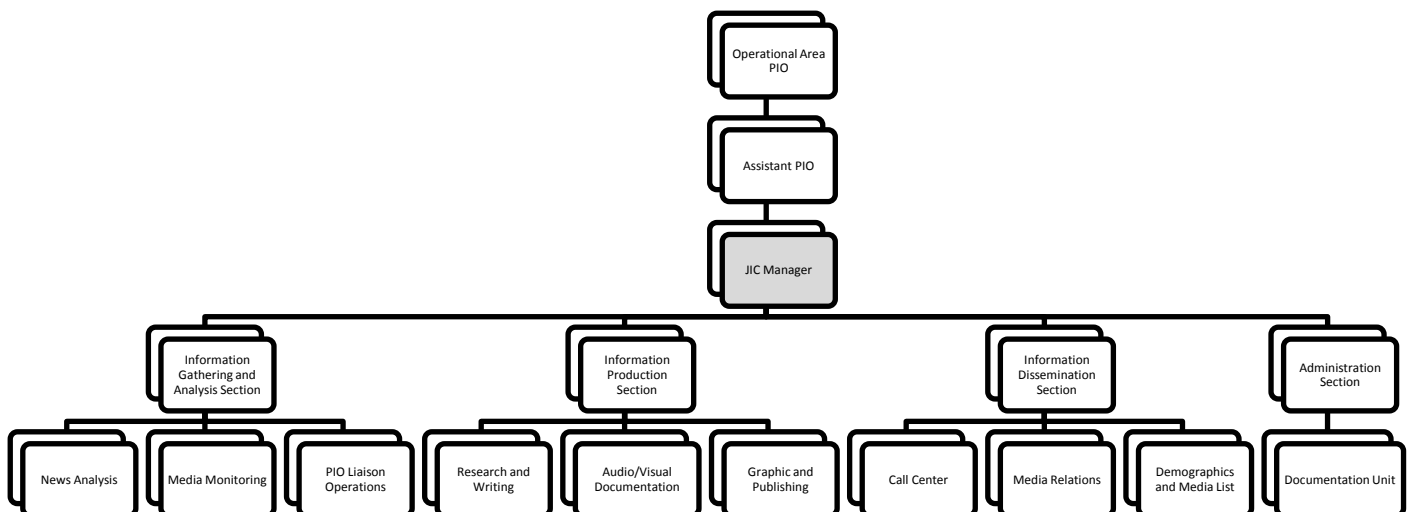 Operational Area
PIO
Assistant PIO
JIC Manager
Information
Gathering and
Analysis Section
Information
Production
Section
Information
Dissemination
Section
Administration
Section
News Analysis
Media Monitoring
PIO Liaison
Operations
Research and
Writing
Audio/Visual
Documentation
Graphic and
Publishing
Call Center
Media Relations
Demographics
and Media List
Documentation Unit